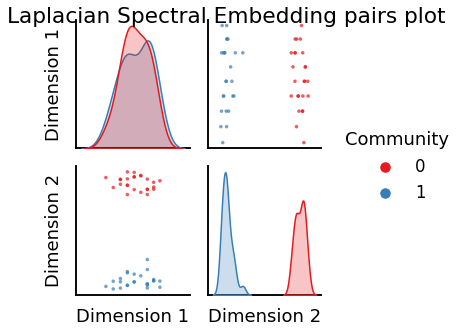 Laplacian Spectral Embedding pairs plot
Dimension 1
Community
0
1
Dimension 2
Dimension 1
Dimension 2